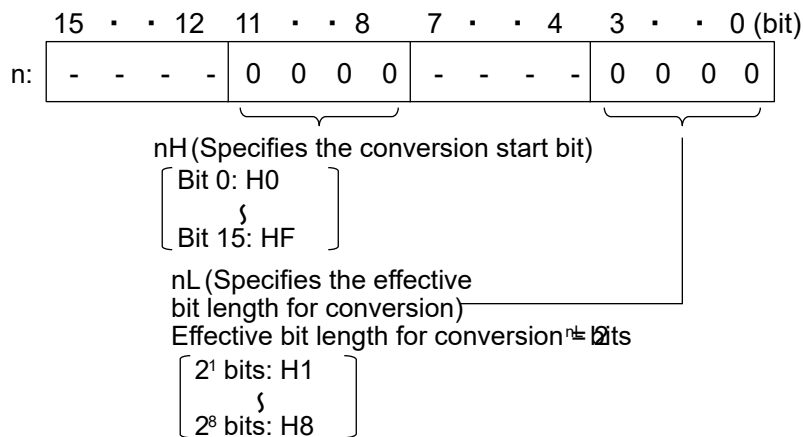 15 · · 12 11 · · 8 7 · · 4 3 · · 0 (bit)
n: - - - - 0 0 0 0 - - - - 0 0 0 0
nH (Specifies the conversion start bit)
Bit 0: H0
Bit 15: HF
nL (Specifies the effective
bit length for conversion)
Effective bit length for conversion = bits
2¹ bits: H1
2⁸ bits: H8